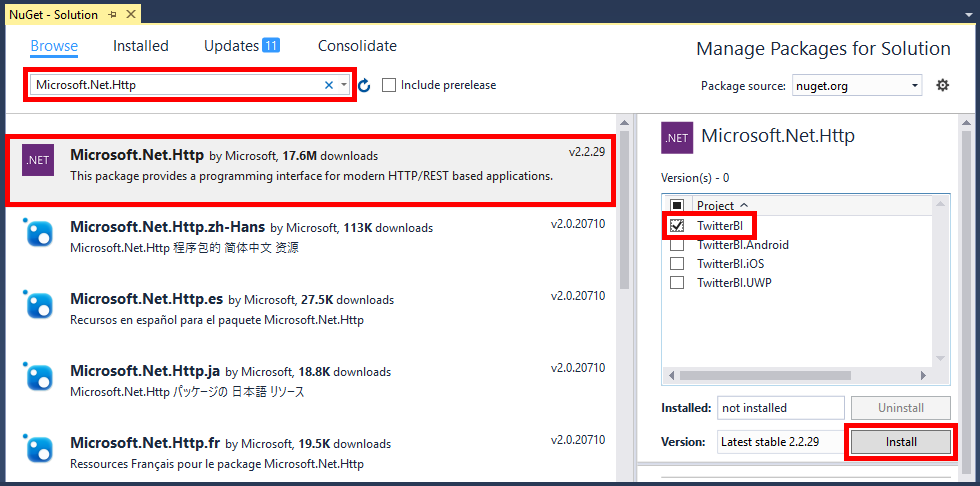 NuGet - Solution
Browse
Installed
Updates 11
Consolidate
Manage Packages for Solution
Microsoft.Net.Http
Include prerelease
Package source:
nuget.org
.NET
Microsoft.Net.Http by Microsoft, 17.6M downloads
v2.2.29
This package provides a programming interface for modern HTTP/REST based applications.
Microsoft.Net.Http.zh-Hans by Microsoft, 113K downloads
v2.0.20710
Microsoft.Net.Http 程序包的 简体中文 资源
Microsoft.Net.Http.es by Microsoft, 27.5K downloads
v2.0.20710
Recursos en español para el paquete Microsoft.Net.Http
Microsoft.Net.Http.ja by Microsoft, 18.8K downloads
v2.0.20710
Microsoft.Net.Http パッケージの 日本語 リソース
Microsoft.Net.Http.fr by Microsoft, 19.5K downloads
v2.0.20710
Ressources Français pour le package Microsoft.Net.Http
.NET
Microsoft.Net.Http
Version(s) - 0
Project
TwitterBI
TwitterBI.Android
TwitterBI.iOS
TwitterBI.UWP
Installed:
not installed
Uninstall
Version:
Latest stable 2.2.29
Install